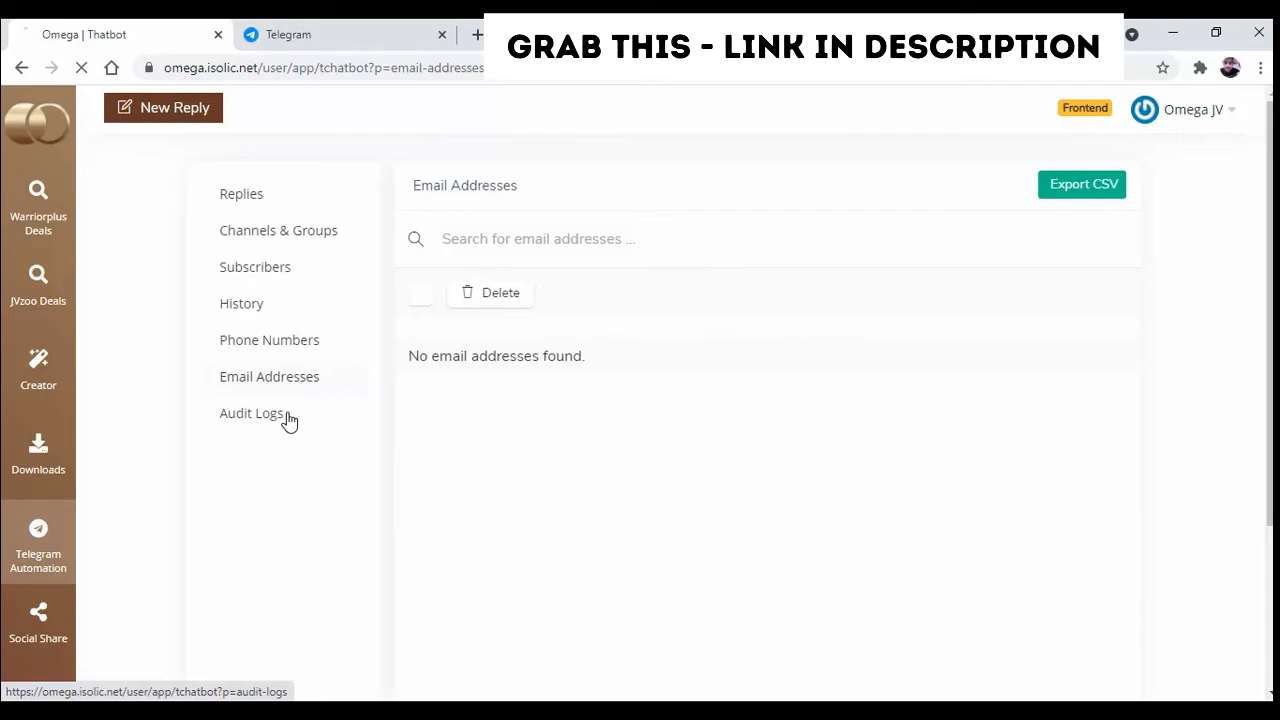 Omega | Thatbot
Telegram
GRAB THIS - LINK IN DESCRIPTION
omega.isolic.net/user/app/tchatbot?p=email-addresses
New Reply
Frontend
Omega JV
Warriorplus
Deals
JVzoo Deals
Creator
Downloads
Telegram
Automation
Social Share
Replies
Channels & Groups
Subscribers
History
Phone Numbers
Email Addresses
Audit Logs
Email Addresses
Export CSV
Search for email addresses ...
Delete
No email addresses found.
https://omega.isolic.net/user/app/tchatbot?p=audit-logs